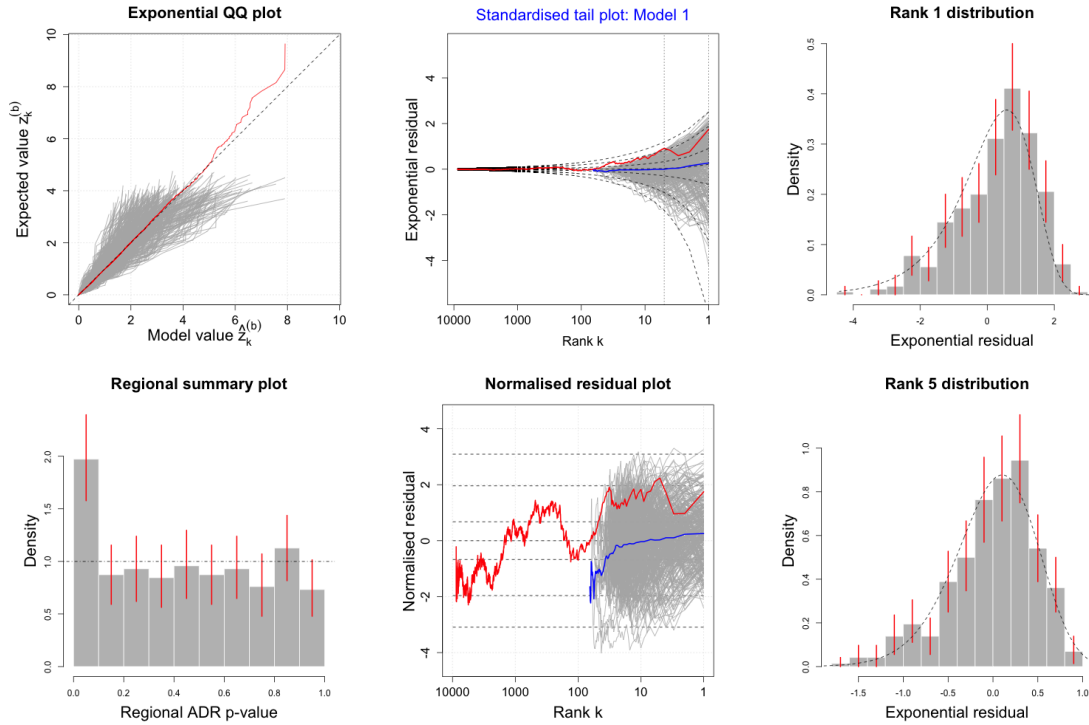 Exponential QQ plot
Expected value z_k^(b)
10
8
6
4
2
0
0 2 4 6 8 10
Model value ẑ_k^(b)
Standardised tail plot: Model 1
Exponential residual
4
2
0
-2
-4
10000 1000 100 10 1
Rank k
Rank 1 distribution
Density
0.5
0.4
0.3
0.2
0.1
0.0
-4 -2 0 2
Exponential residual
Regional summary plot
Density
2.0
1.5
1.0
0.5
0.0
0.0 0.2 0.4 0.6 0.8 1.0
Regional ADR p-value
Normalised residual plot
Normalised residual
4
2
0
-2
-4
10000 1000 100 10 1
Rank k
Rank 5 distribution
Density
1.0
0.8
0.6
0.4
0.2
0.0
-1.5 -1.0 -0.5 0.0 0.5 1.0
Exponential residual